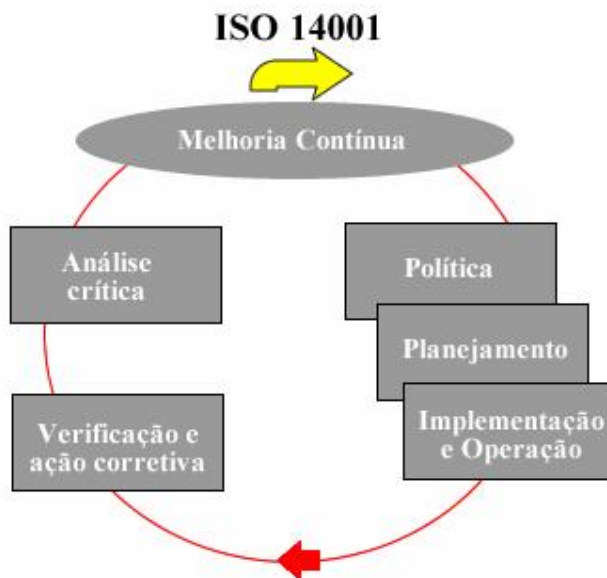 ISO 14001
Melhoria Contínua
Política
Planejamento
Implementação
e Operação
Verificação e
ação corretiva
Análise
crítica